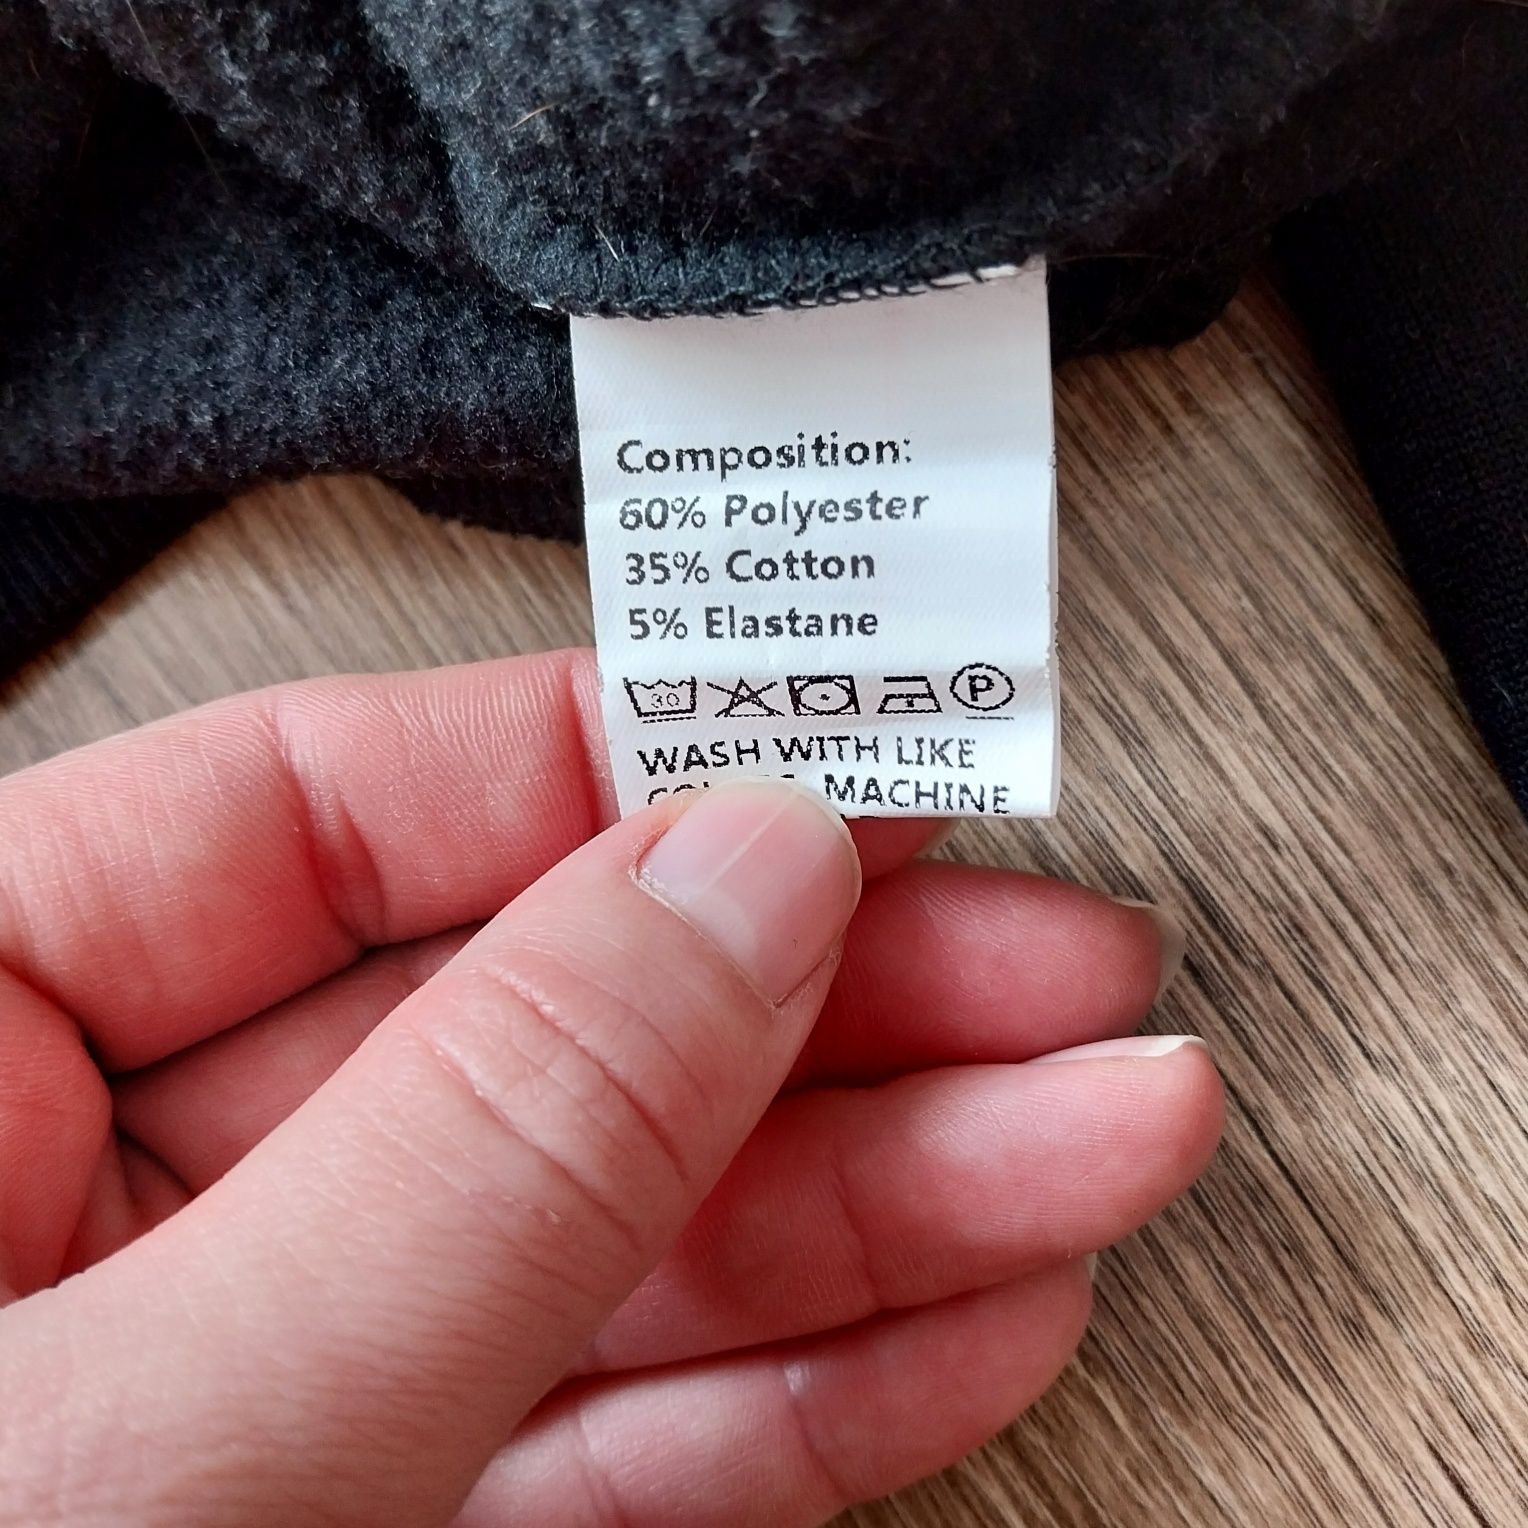 Composition:
60% Polyester
35% Cotton
5% Elastane
30 P
WASH WITH LIKE
MACHINE